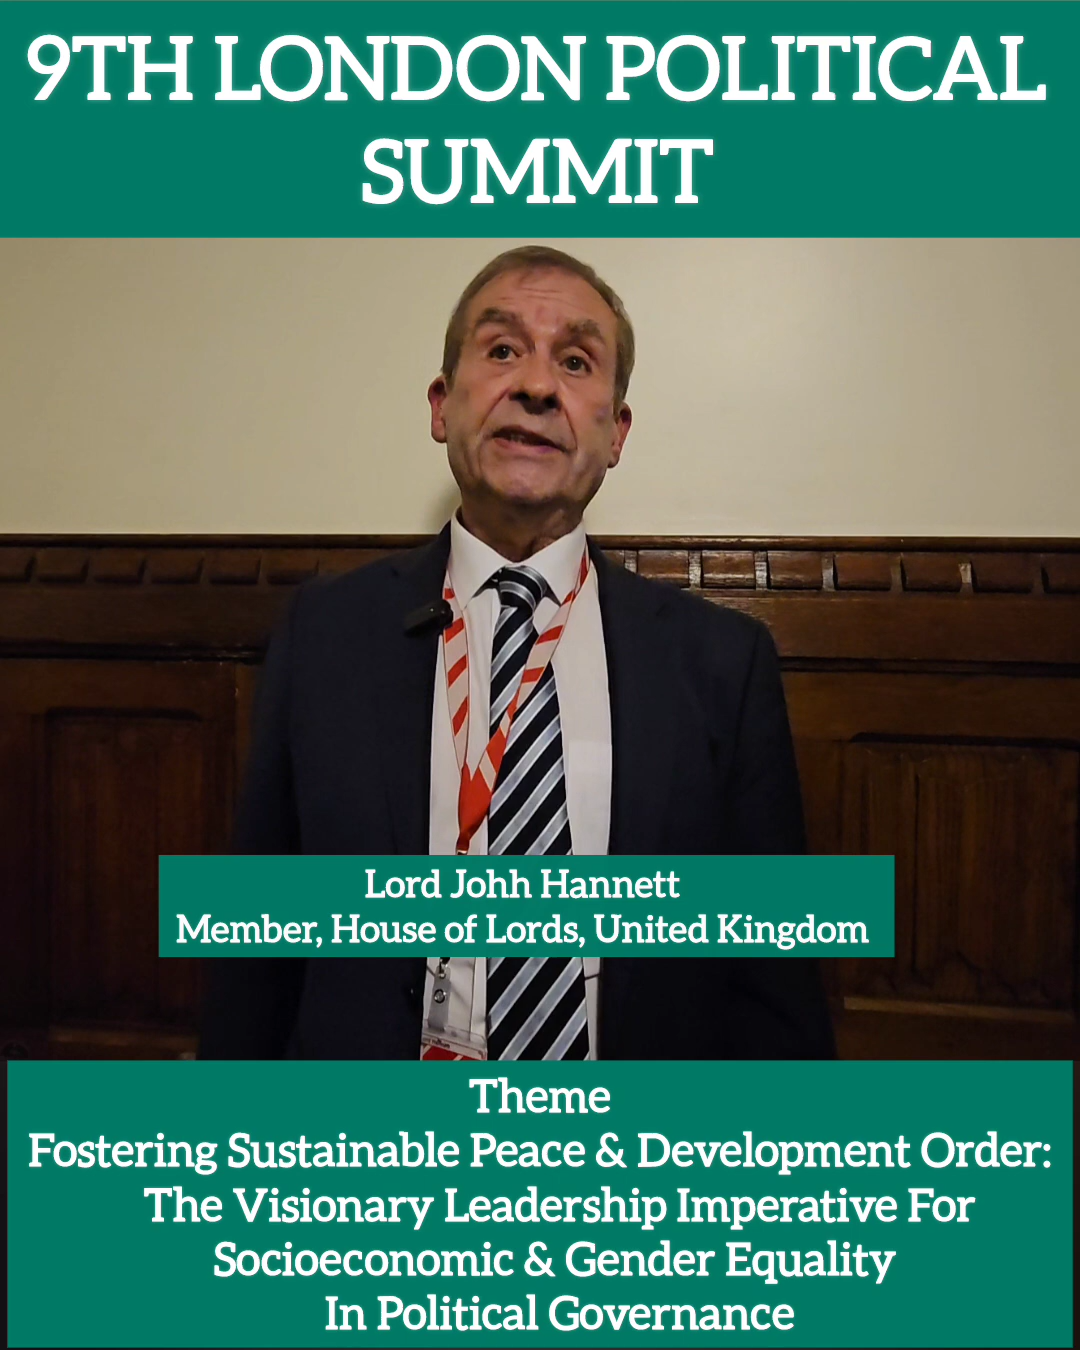 9TH LONDON POLITICAL
SUMMIT
Lord Johh Hannett
Member, House of Lords, United Kingdom
Theme
Fostering Sustainable Peace & Development Order:
The Visionary Leadership Imperative For
Socioeconomic & Gender Equality
In Political Governance